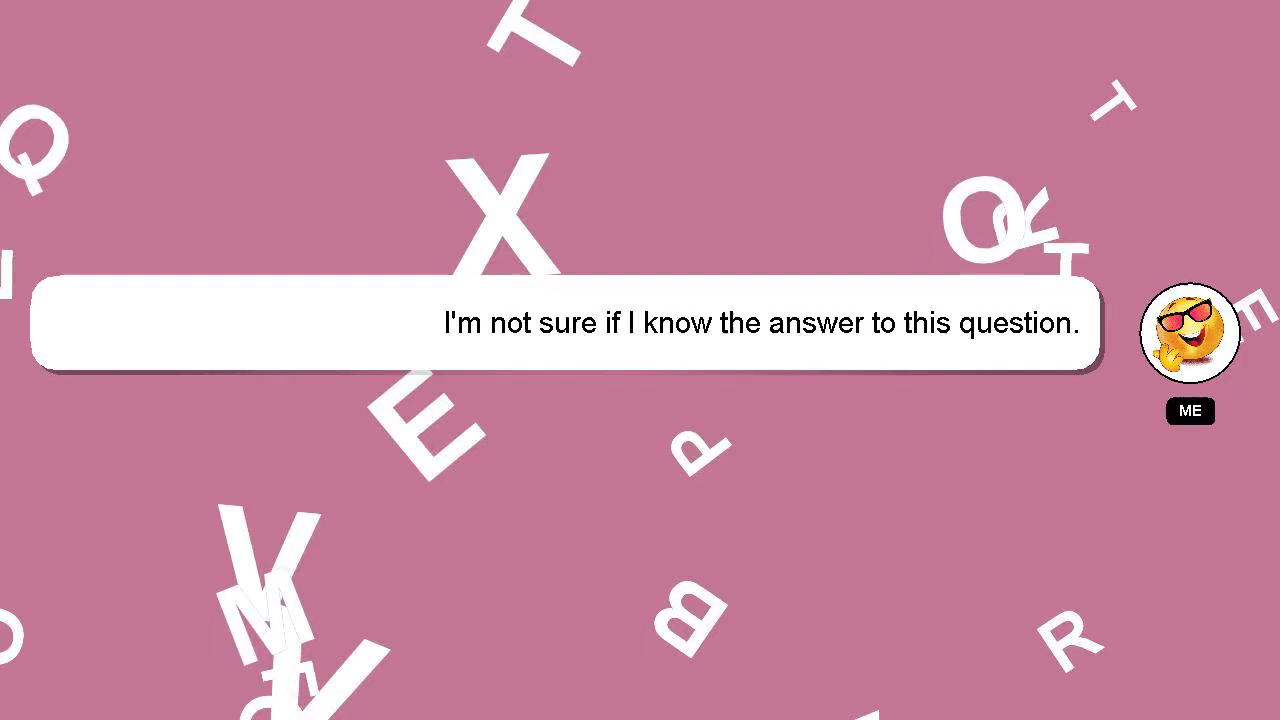 T
T
Q
X
O
R
T
E
I'm not sure if I know the answer to this question.
ME
E
P
V
M
B
R
V